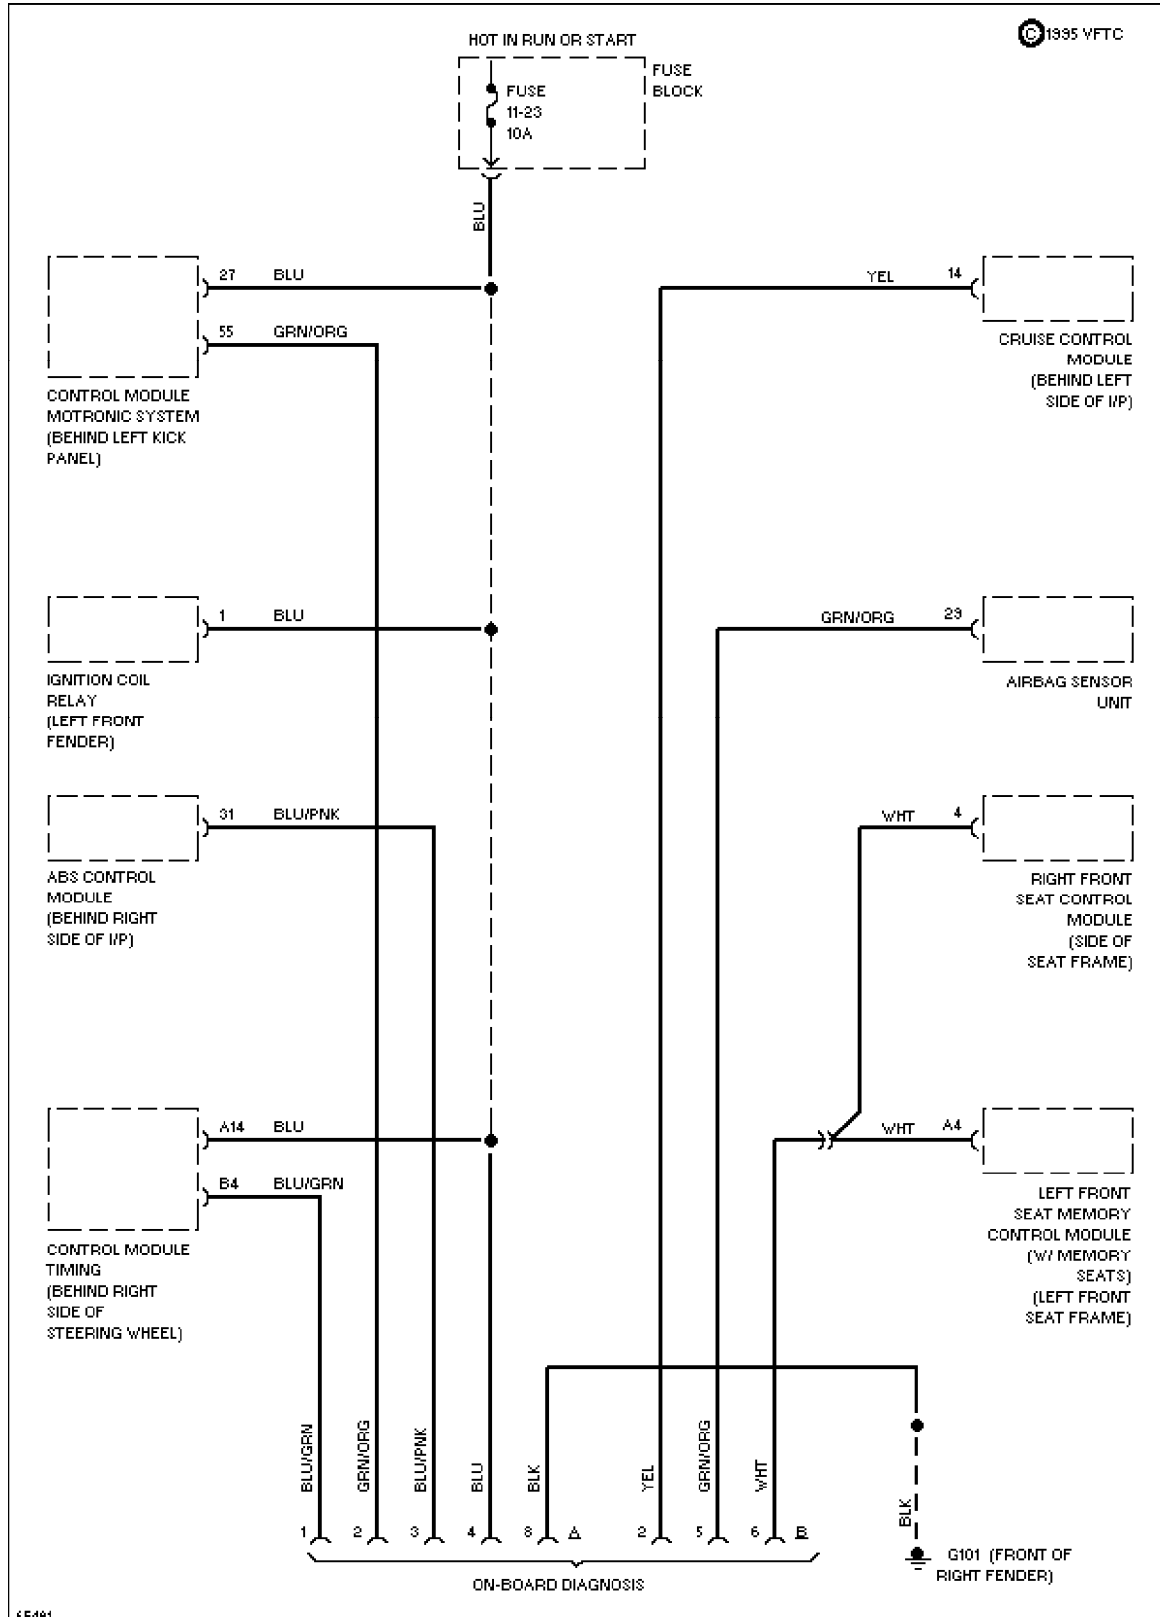 HOT IN RUN OR START
© 1995 VFTC
FUSE
BLOCK
FUSE
11-23
10A
BLU
27 BLU
55 GRN/ORG
CONTROL MODULE
MOTRONIC SYSTEM
(BEHIND LEFT KICK
PANEL)
YEL 14
CRUISE CONTROL
MODULE
(BEHIND LEFT
SIDE OF I/P)
1 BLU
IGNITION COIL
RELAY
(LEFT FRONT
FENDER)
GRN/ORG 23
AIRBAG SENSOR
UNIT
31 BLU/PNK
ABS CONTROL
MODULE
(BEHIND RIGHT
SIDE OF I/P)
WHT 4
RIGHT FRONT
SEAT CONTROL
MODULE
(SIDE OF
SEAT FRAME)
A14 BLU
B4 BLU/GRN
CONTROL MODULE
TIMING
(BEHIND RIGHT
SIDE OF
STEERING WHEEL)
WHT A4
LEFT FRONT
SEAT MEMORY
CONTROL MODULE
(W/ MEMORY
SEATS)
(LEFT FRONT
SEAT FRAME)
BLU/GRN
GRN/ORG
BLU/PNK
BLU
BLK
YEL
GRN/ORG
WHT
BLK
1 2 3 4 8 A 2 5 6 B
ON-BOARD DIAGNOSIS
G101 (FRONT OF
RIGHT FENDER)